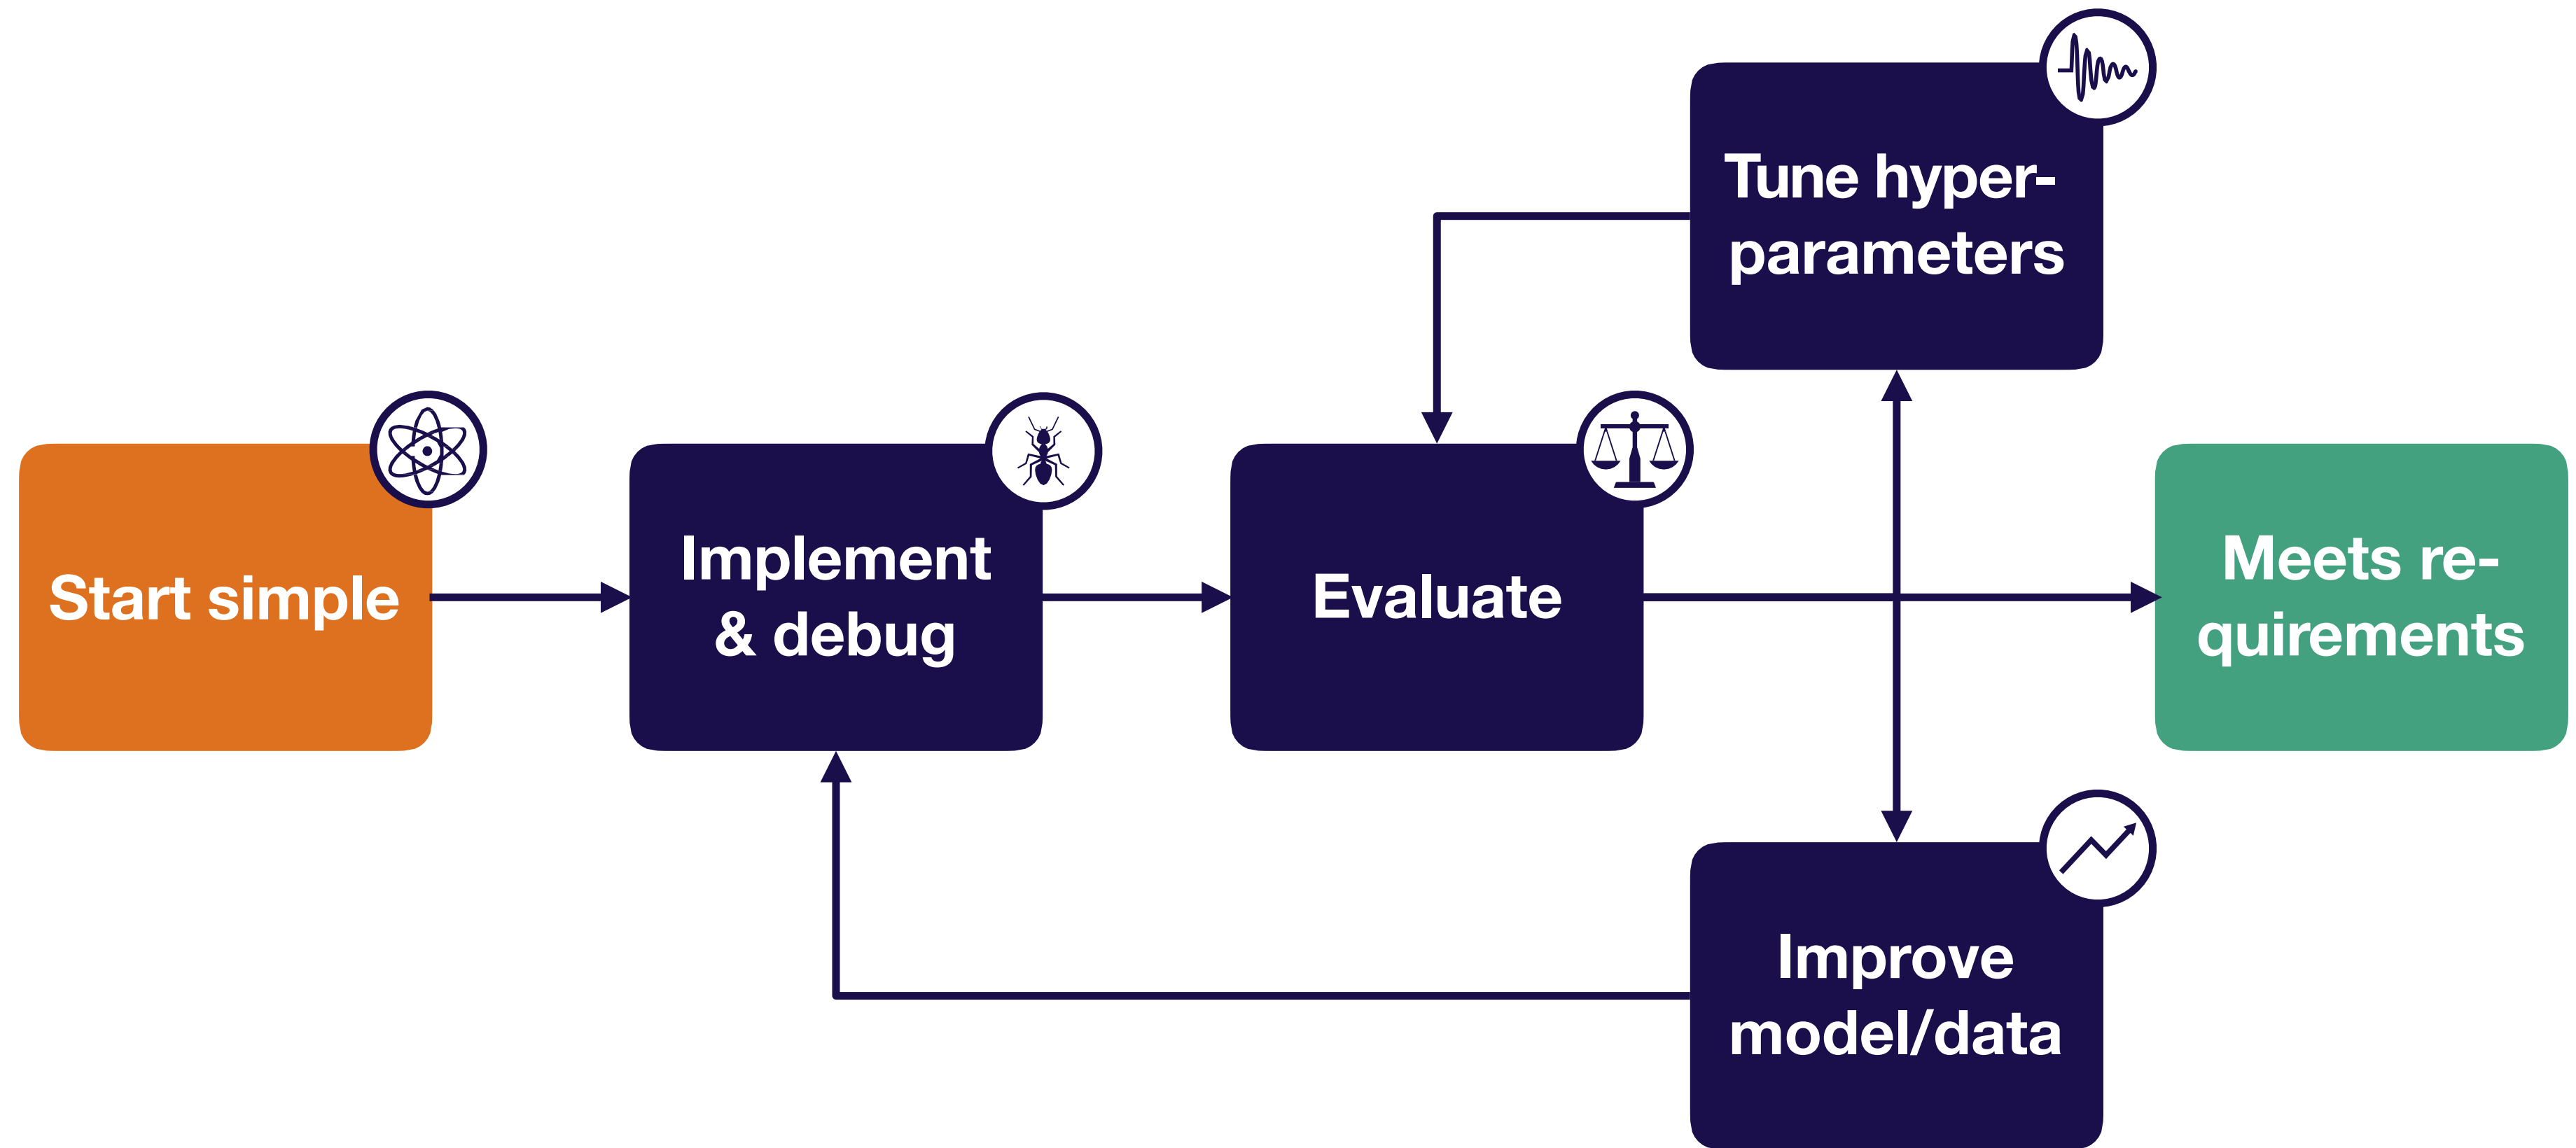 Tune hyper-
parameters
Start simple
Implement
& debug
Evaluate
Meets re-
quirements
Improve
model/data